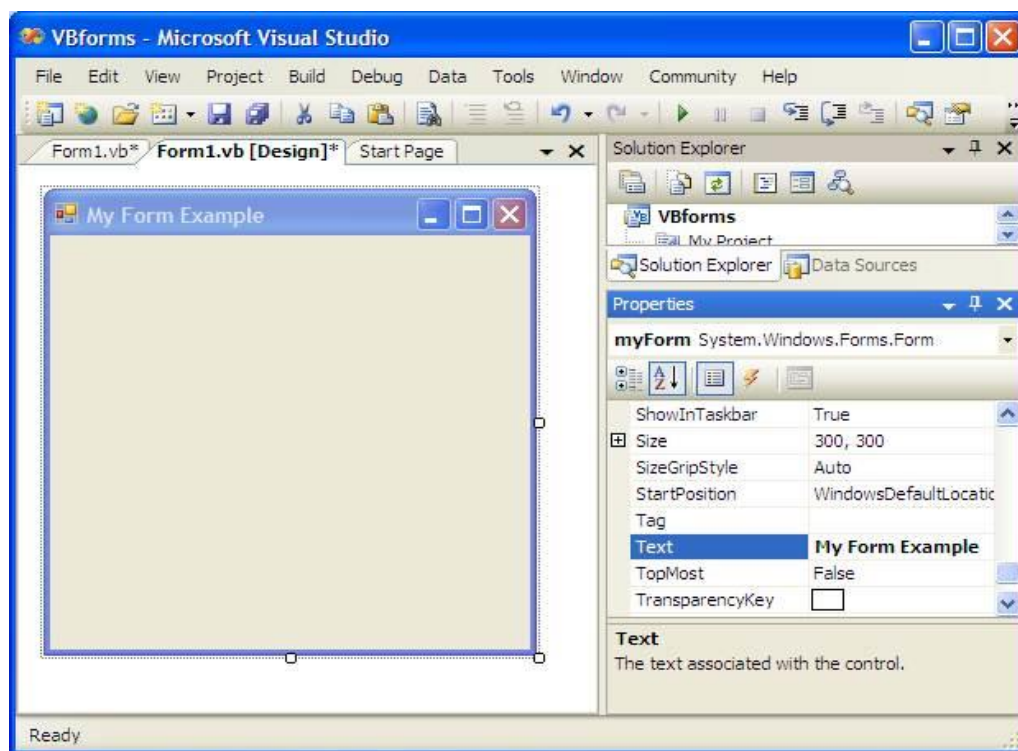 VBforms - Microsoft Visual Studio
File Edit View Project Build Debug Data Tools Window Community Help
Form1.vb* Form1.vb [Design]* Start Page
My Form Example
Solution Explorer
VBforms
My Project
Solution Explorer Data Sources
Properties
myForm System.Windows.Forms.Form
ShowInTaskbar True
Size 300, 300
SizeGripStyle Auto
StartPosition WindowsDefaultLocatic
Tag
Text My Form Example
TopMost False
TransparencyKey
Text
The text associated with the control.
Ready